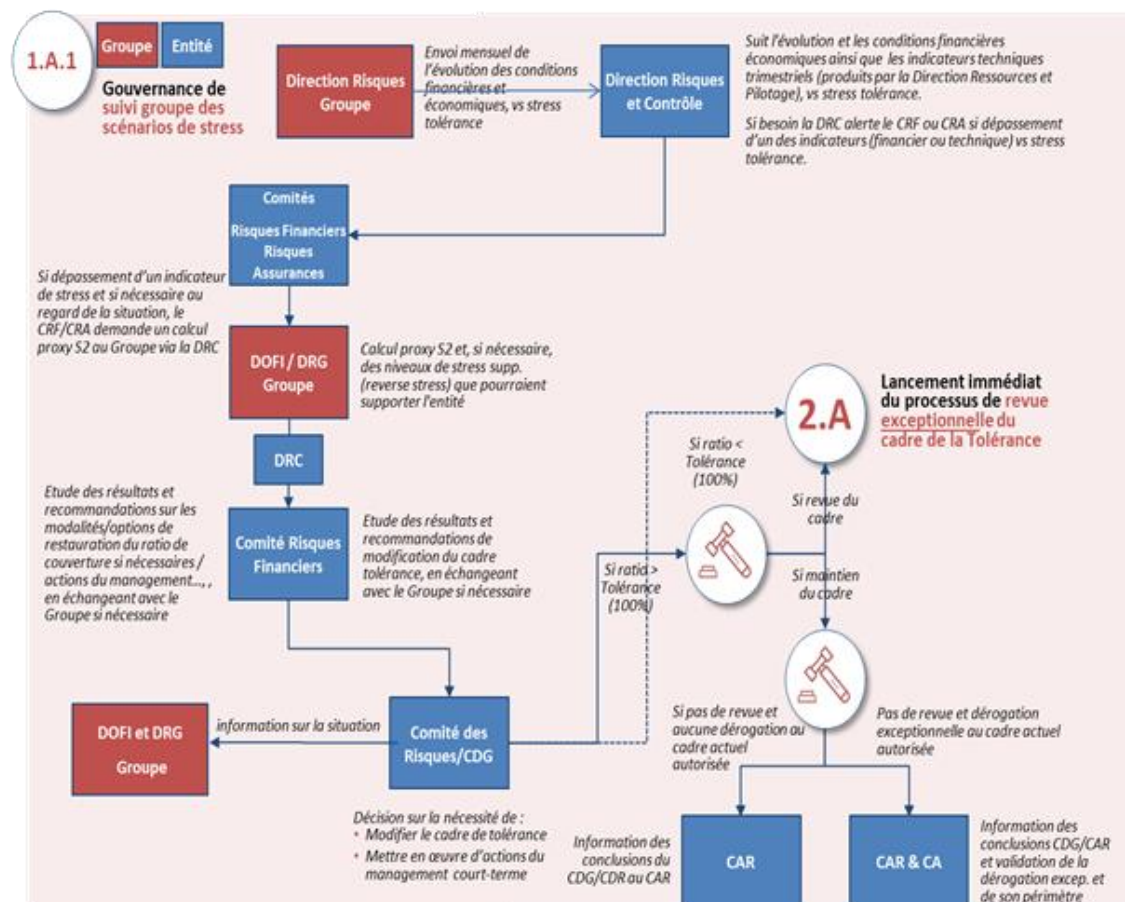 1.A.1
Groupe
Entité
Gouvernance de
suivi groupe des
scénarios de stress
Direction Risques
Groupe
Envoi mensuel de
l'évolution des conditions
financières et
économiques, vs stress
tolérance
Direction Risques
et Contrôle
Suit l'évolution et les conditions financières
économiques ainsi que les indicateurs techniques
trimestriels (produits par la Direction Ressources et
Pilotage), vs stress tolérance.
Si besoin la DRC alerte le CRF ou CRA si dépassement
d'un des indicateurs (financier ou technique) vs stress
tolérance.
Comités
Risques Financiers
Risques
Assurances
Si dépassement d'un indicateur
de stress et si nécessaire au
regard de la situation, le
CRF/CRA demande un calcul
proxy S2 au Groupe via la DRC
DOFI / DRG
Groupe
Calcul proxy S2 et, si nécessaire,
des niveaux de stress supp.
(reverse stress) que pourraient
supporter l'entité
DRC
Etude des résultats et
recommandations sur les
modalités/options de
restauration du ratio de
couverture si nécessaires /
actions du management..., ,
en échangeant avec le
Groupe si nécessaire
Comité Risques
Financiers
Etude des résultats et
recommandations de
modification du cadre
tolérance, en échangeant
avec le Groupe si nécessaire
2.A
Lancement immédiat
du processus de revue
exceptionnelle du
cadre de la Tolérance
Si ratio <
Tolérance
(100%)
Si revue du
cadre
Si ratio >
Tolérance
(100%)
Si maintien
du cadre
DOFI et DRG
Groupe
information sur la situation
Comité des
Risques/CDG
Décision sur la nécessité de :
• Modifier le cadre de tolérance
• Mettre en œuvre d'actions du
management court-terme
Si pas de revue et
aucune dérogation au
cadre actuel
autorisée
Pas de revue et dérogation
exceptionnelle au cadre actuel
autorisée
Information des
conclusions du
CDG/CDR au CAR
CAR
CAR & CA
Information des
conclusions CDG/CAR
et validation de la
dérogation excep. et
de son périmètre